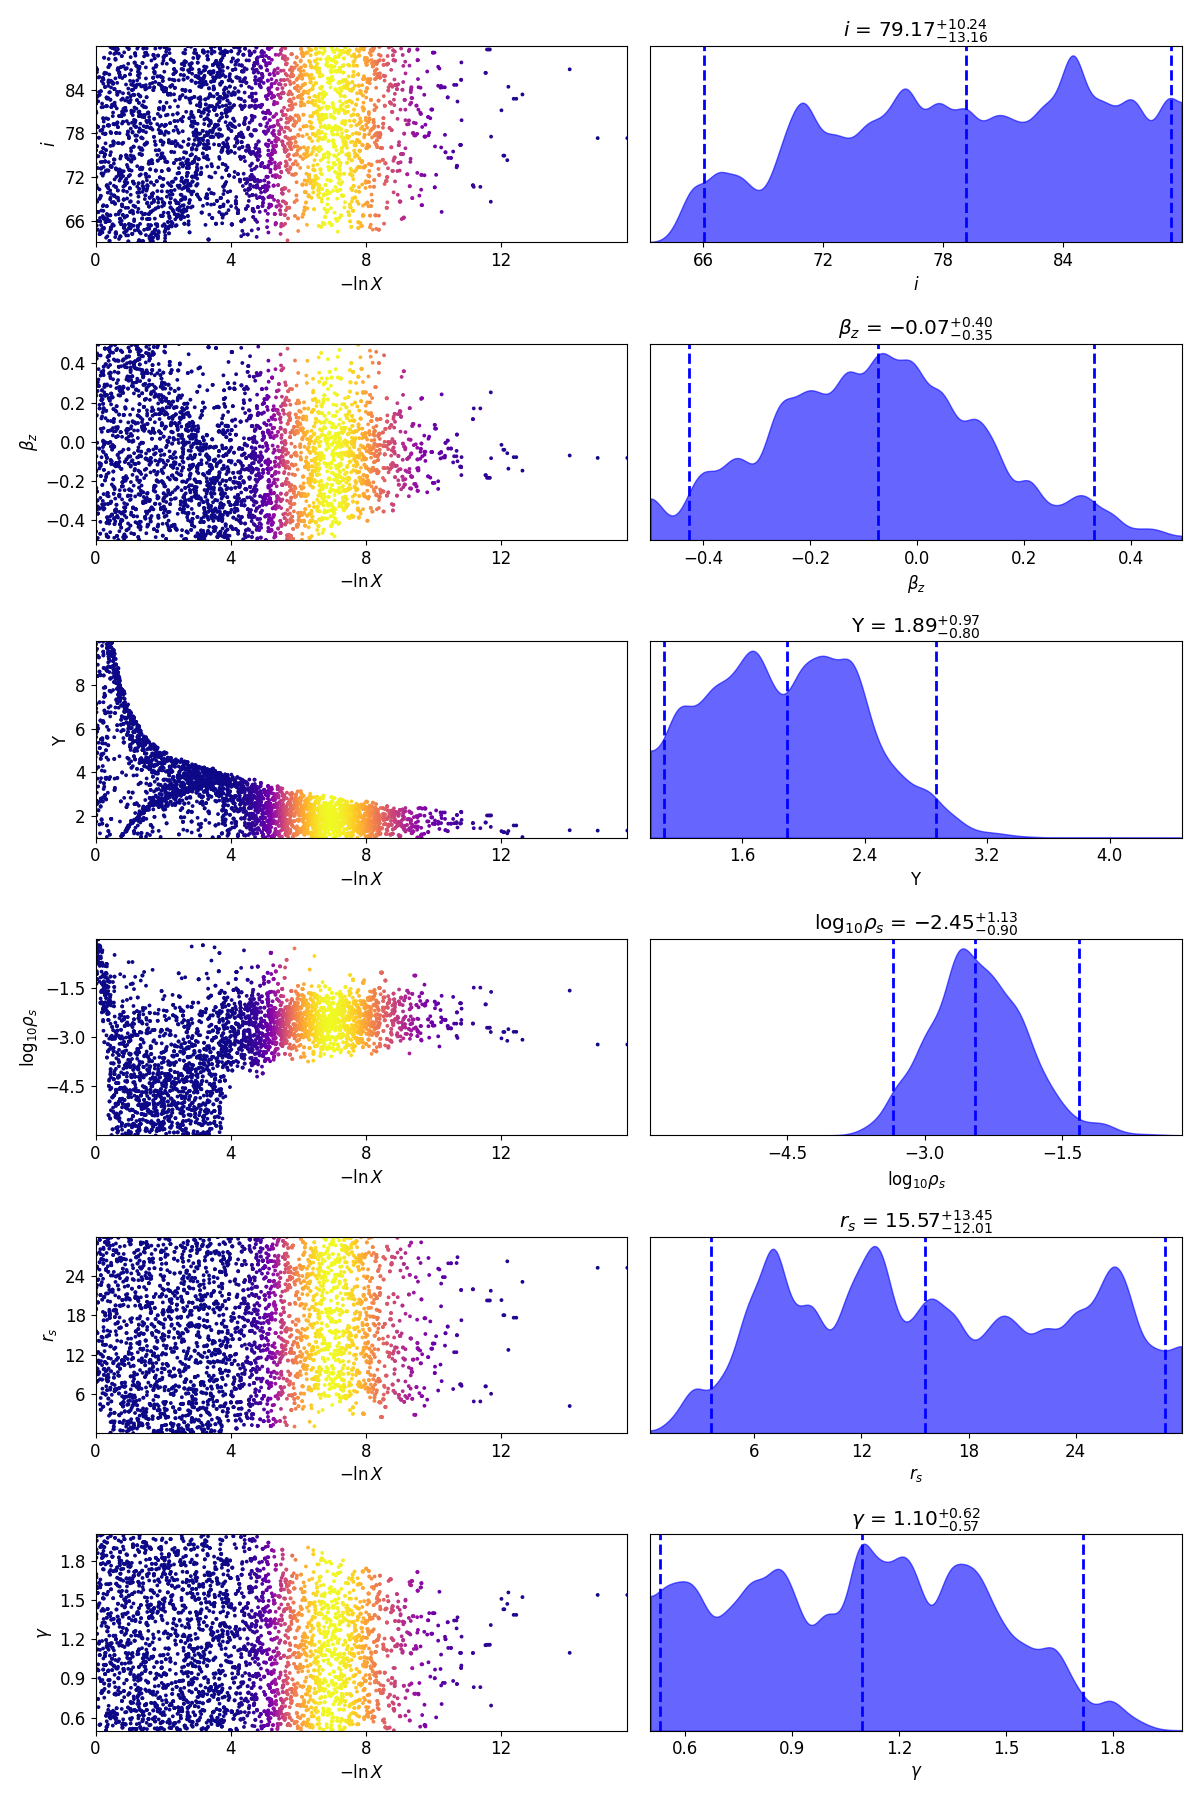 i = 79.17+10.24−13.16
84
78
72
66
i
0 4 8 12
−ln X
66 72 78 84
i
βz = −0.07+0.40−0.35
0.4
0.2
0.0
−0.2
−0.4
βz
0 4 8 12
−ln X
−0.4 −0.2 0.0 0.2 0.4
βz
Y = 1.89+0.97−0.80
8
6
4
2
Y
0 4 8 12
−ln X
1.6 2.4 3.2 4.0
Y
log10ρs = −2.45+1.13−0.90
−1.5
−3.0
−4.5
log10ρs
0 4 8 12
−ln X
−4.5 −3.0 −1.5
log10ρs
rs = 15.57+13.45−12.01
24
18
12
6
rs
0 4 8 12
−ln X
6 12 18 24
rs
γ = 1.10+0.62−0.57
1.8
1.5
1.2
0.9
0.6
γ
0 4 8 12
−ln X
0.6 0.9 1.2 1.5 1.8
γ